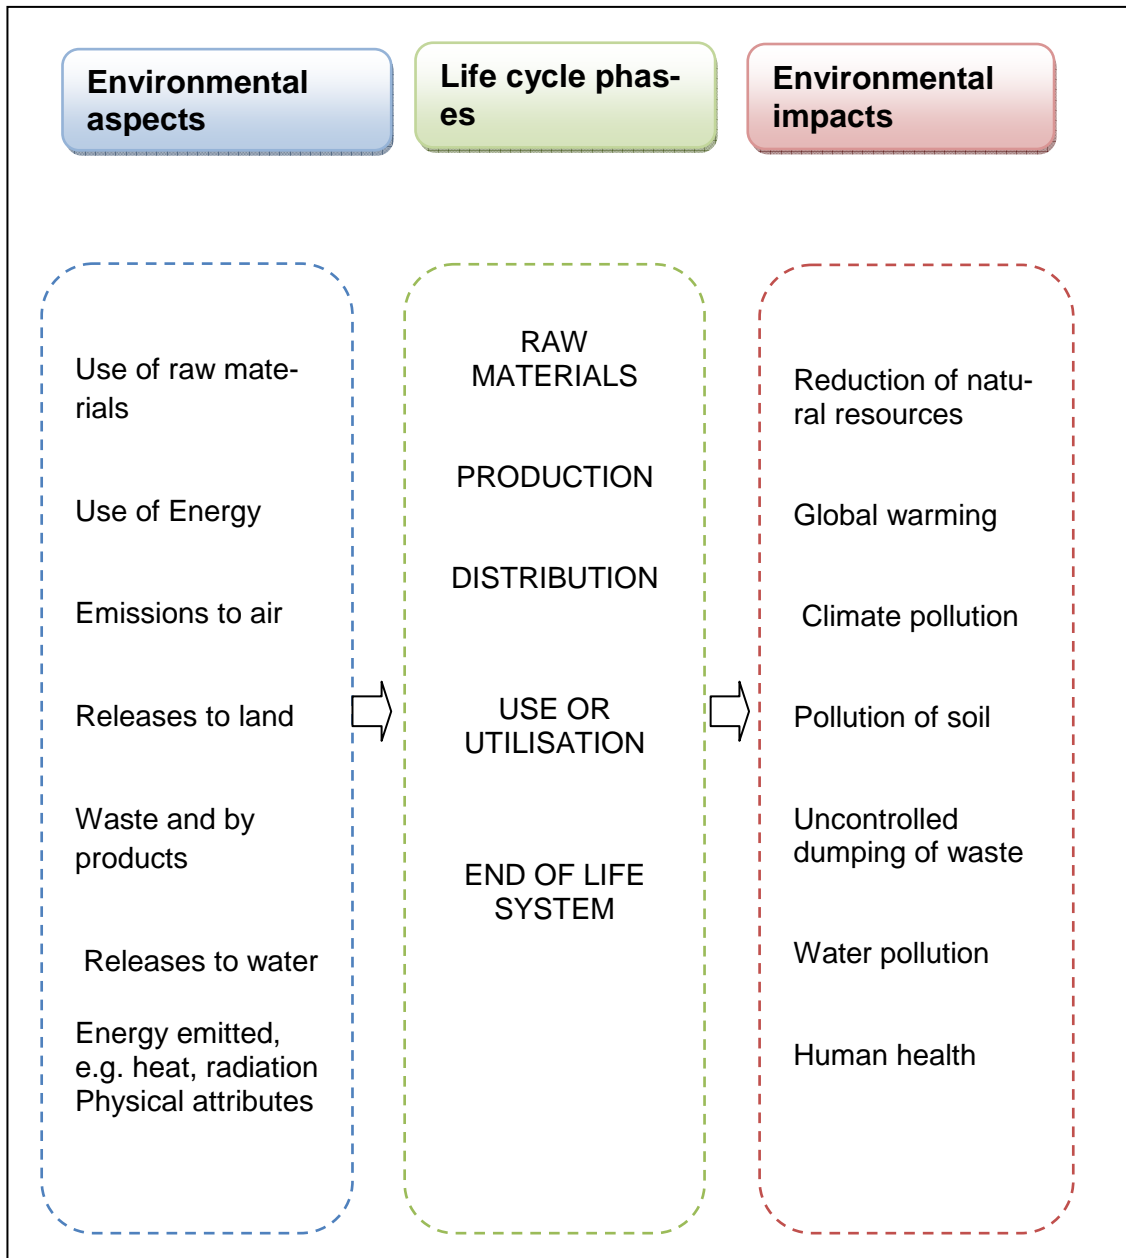 Environmental
aspects
Life cycle phas-
es
Environmental
impacts
Use of raw mate-
rials
Use of Energy
Emissions to air
Releases to land
Waste and by
products
Releases to water
Energy emitted,
e.g. heat, radiation
Physical attributes
RAW
MATERIALS
PRODUCTION
DISTRIBUTION
USE OR
UTILISATION
END OF LIFE
SYSTEM
Reduction of natu-
ral resources
Global warming
Climate pollution
Pollution of soil
Uncontrolled
dumping of waste
Water pollution
Human health